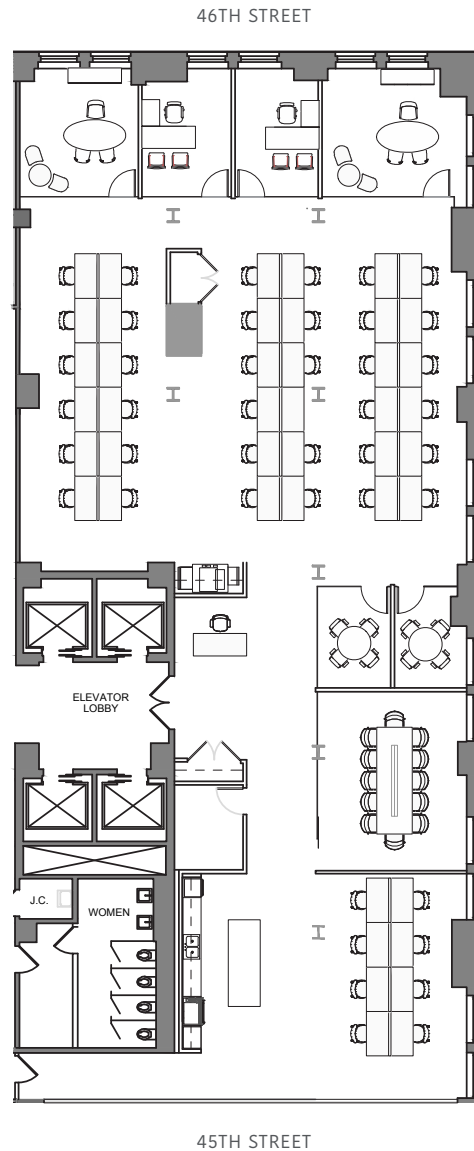 46TH STREET
ELEVATOR
LOBBY
J.C.
WOMEN
45TH STREET